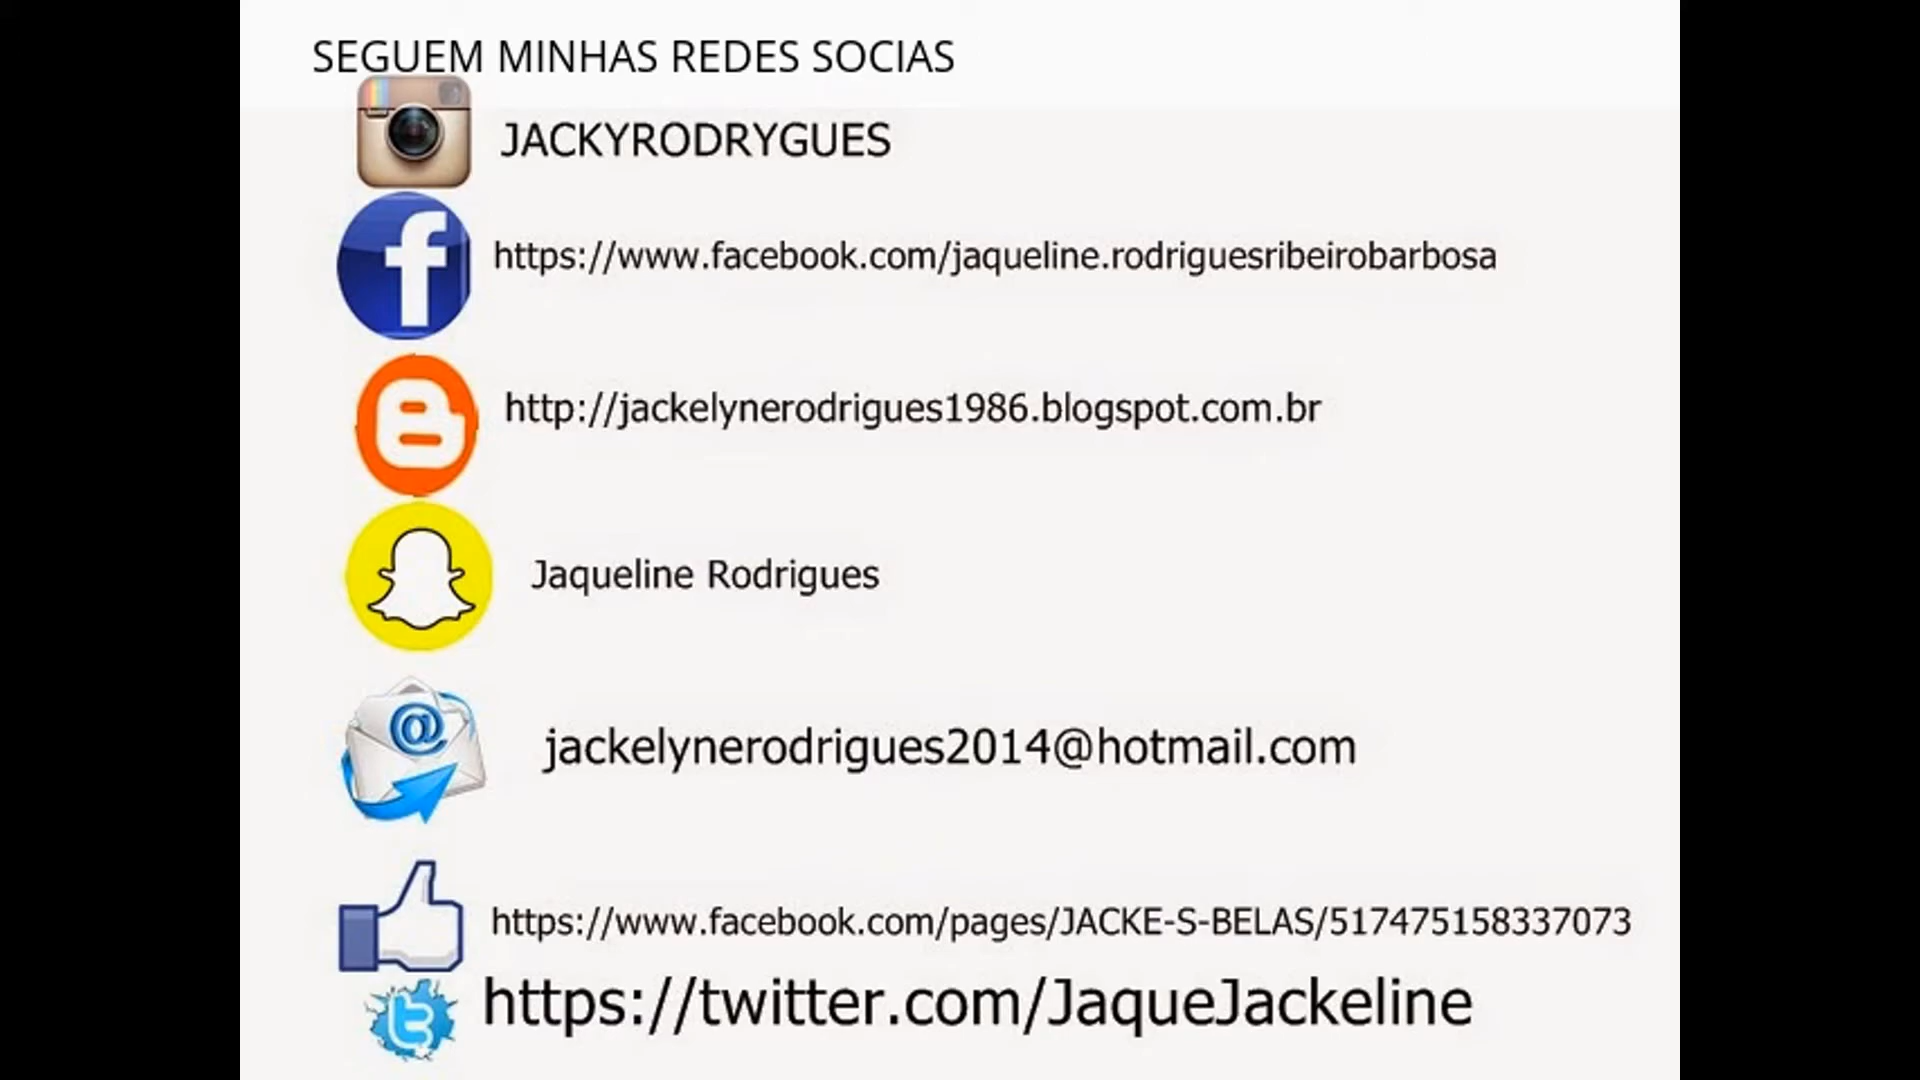 SEGUEM MINHAS REDES SOCIAS
JACKYRODRYGUES
https://www.facebook.com/jaqueline.rodriguesribeirobarbosa
http://jackelynerodrigues1986.blogspot.com.br
Jaqueline Rodrigues
jackelynerodrigues2014@hotmail.com
https://www.facebook.com/pages/JACKE-S-BELAS/517475158337073
https://twitter.com/JaqueJackeline